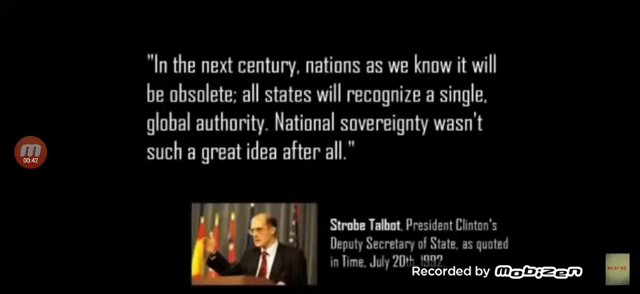 "In the next century, nations as we know it will
be obsolete; all states will recognize a single,
global authority. National sovereignty wasn't
such a great idea after all."
00:47
Strobe Talbot, President Clinton's
Deputy Secretary of State, as quoted
in Time, July 20th, 1992.
Recorded by mobizen